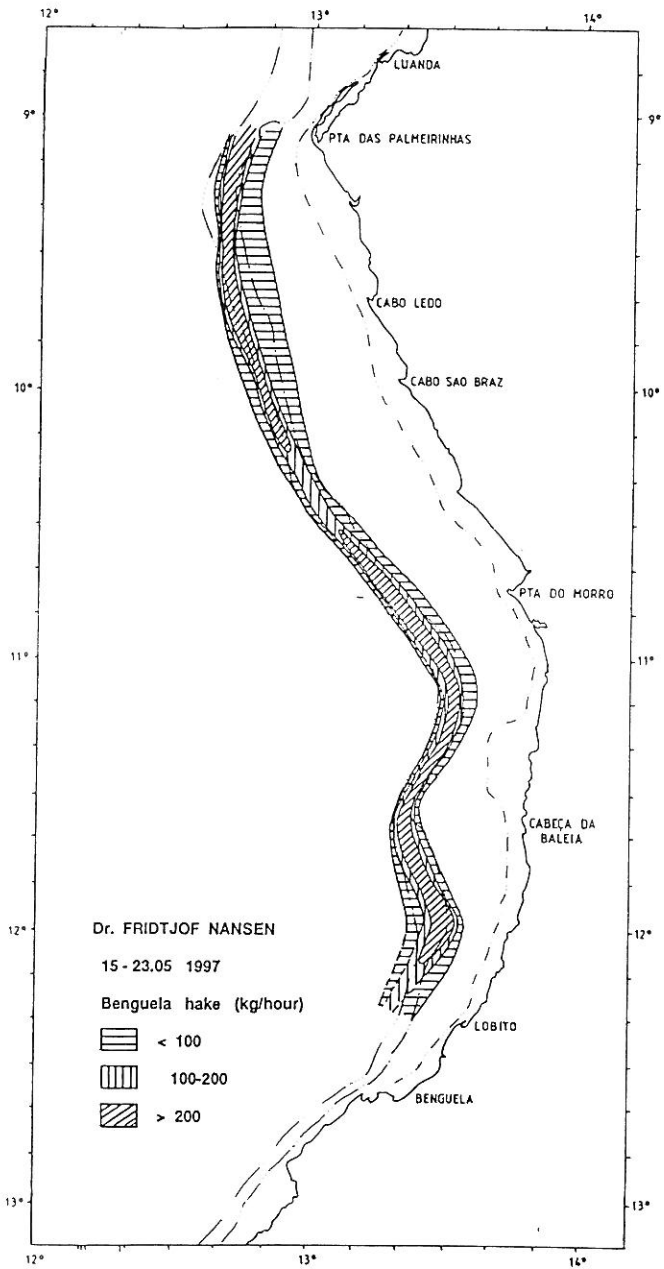 12°
13°
14°
LUANDA
9°
9°
PTA DAS PALMEIRINHAS
CABO LEDO
10°
CABO SAO BRAZ
10°
PTA DO MORRO
11°
11°
CABEÇA DA
BALEIA
12°
12°
Dr. FRIDTJOF NANSEN
15-23.05 1997
Benguela hake (kg/hour)
< 100
100-200
> 200
LOBITO
BENGUELA
13°
13°
12°
13°
14°